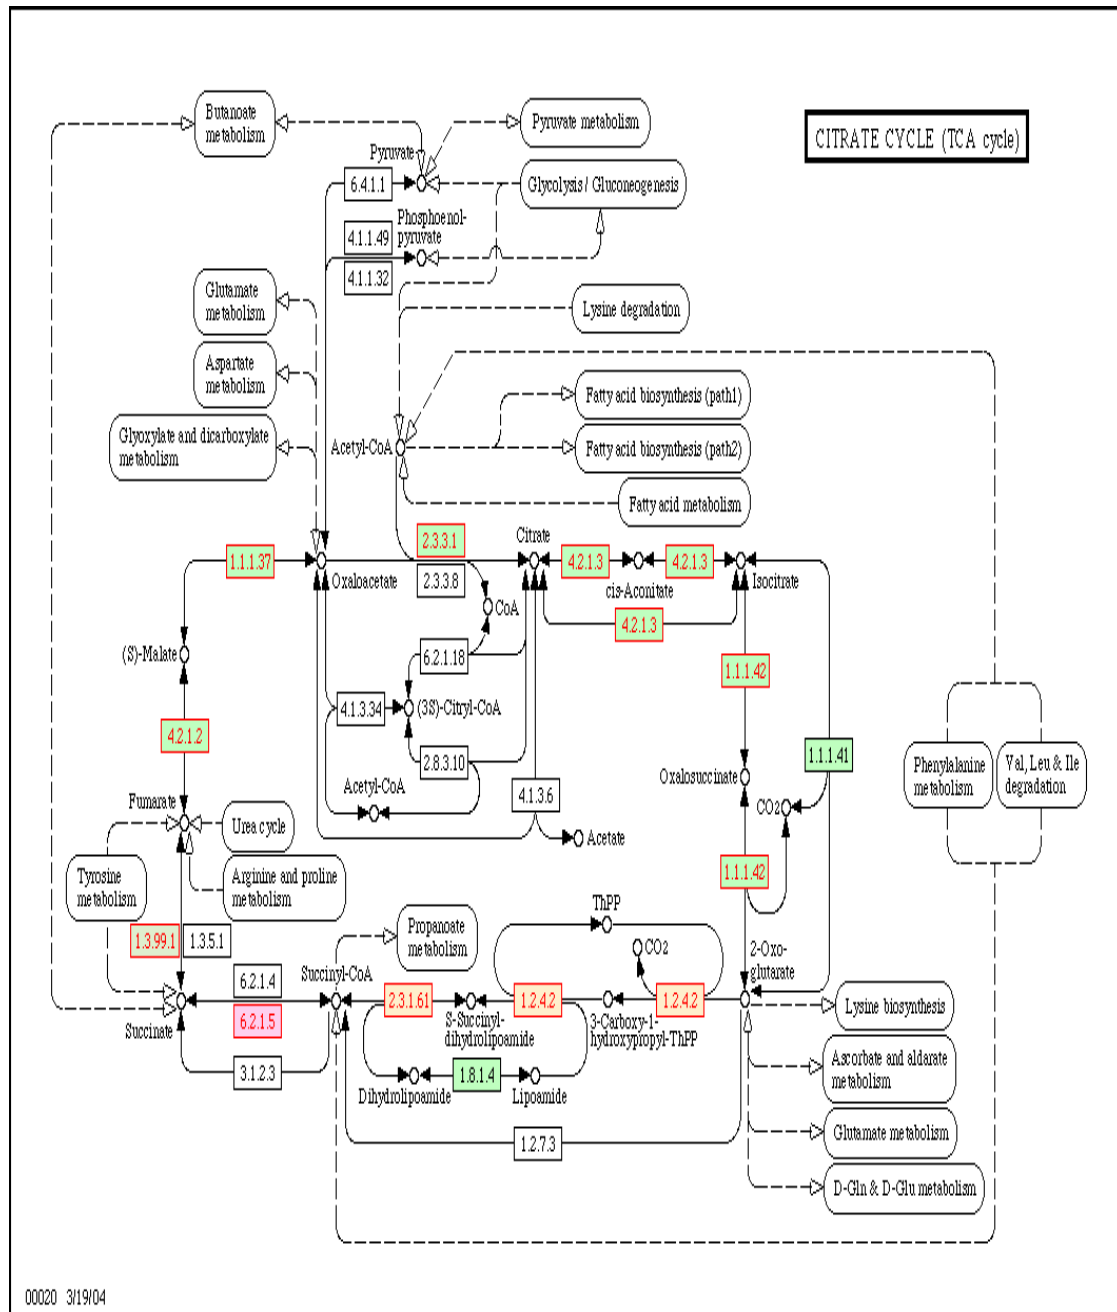 Butanoate
metabolism
Pyruvate metabolism
CITRATE CYCLE (TCA cycle)
Pyruvate
6.4.1.1
Glycolysis / Gluconeogenesis
Phosphoenol-
pyruvate
4.1.1.49
4.1.1.32
Glutamate
metabolism
Lysine degradation
Aspartate
metabolism
Fatty acid biosynthesis (path1)
Glyoxylate and dicarboxylate
metabolism
Acetyl-CoA
Fatty acid biosynthesis (path2)
Fatty acid metabolism
2.3.3.1
Citrate
1.1.1.37
4.2.1.3
4.2.1.3
Oxaloacetate
2.3.3.8
cis-Aconitate
Isocitrate
CoA
4.2.1.3
(S)-Malate
6.2.1.18
1.1.1.42
4.1.3.34
(3S)-Citryl-CoA
4.2.1.2
2.8.3.10
1.1.1.41
Phenylalanine
metabolism
Val, Leu & Ile
degradation
Oxalosuccinate
Acetyl-CoA
4.1.3.6
CO2
Fumarate
Urea cycle
Acetate
Tyrosine
metabolism
Arginine and proline
metabolism
1.1.1.42
ThPP
Propanoate
metabolism
1.3.99.1
1.3.5.1
CO2
2-Oxo-
glutarate
6.2.1.4
Succinyl-CoA
2.3.1.61
1.2.4.2
1.2.4.2
Lysine biosynthesis
Succinate
6.2.1.5
S-Succinyl-
dihydrolipoamide
3-Carboxy-1-
hydroxypropyl-ThPP
3.1.2.3
1.8.1.4
Ascorbate and aldarate
metabolism
Dihydrolipoamide
Lipoamide
1.2.7.3
Glutamate metabolism
D-Gln & D-Glu metabolism
00020 3/19/04